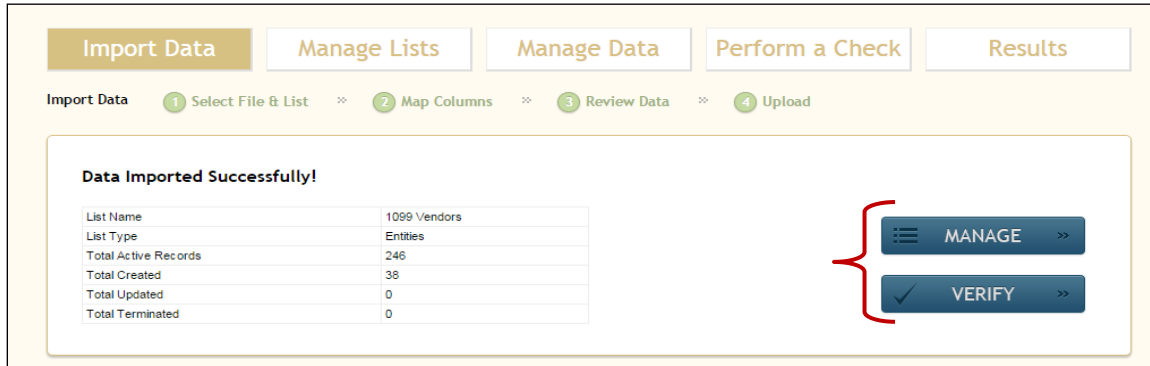 Import Data Manage Lists Manage Data Perform a Check Results
Import Data 1 Select File & List » 2 Map Columns » 3 Review Data » 4 Upload
Data Imported Successfully!
List Name 1099 Vendors
List Type Entities
Total Active Records 246
Total Created 38
Total Updated 0
Total Terminated 0
MANAGE »
VERIFY »